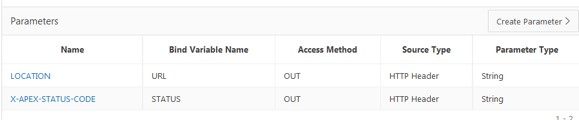 Parameters
Create Parameter >
Name Bind Variable Name Access Method Source Type Parameter Type
LOCATION URL OUT HTTP Header String
X-APEX-STATUS-CODE STATUS OUT HTTP Header String
1 - 2